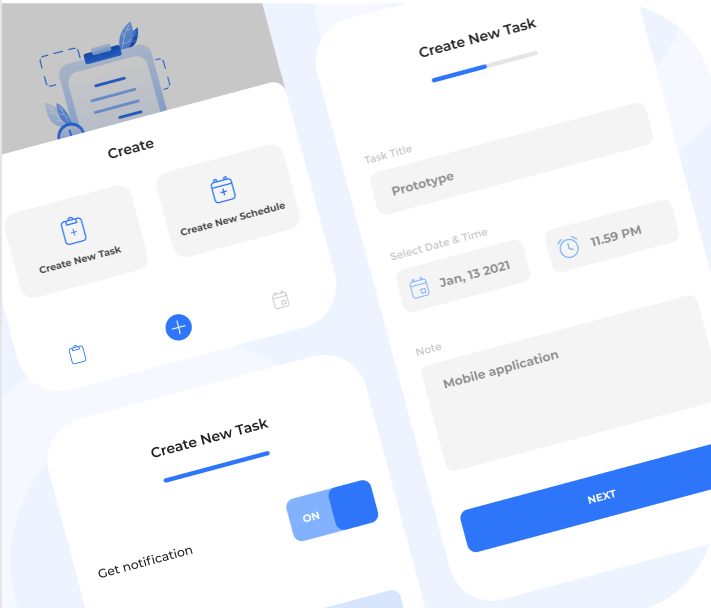 Create
Create New Task
Create New Schedule
Create New Task
Task Title
Prototype
Select Date & Time
Jan, 13 2021
11.59 PM
Note
Mobile application
NEXT
Create New Task
ON
Get notification